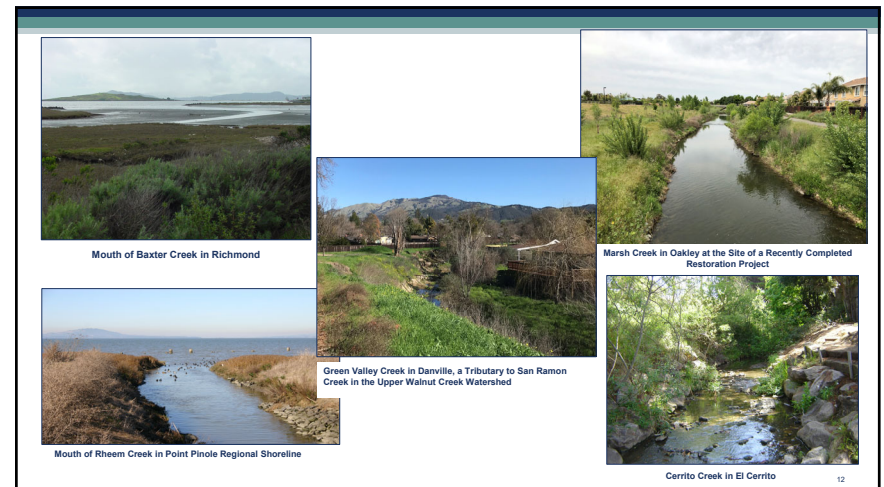 Mouth of Baxter Creek in Richmond
Marsh Creek in Oakley at the Site of a Recently Completed
Restoration Project
Green Valley Creek in Danville, a Tributary to San Ramon
Creek in the Upper Walnut Creek Watershed
Mouth of Rheem Creek in Point Pinole Regional Shoreline
Cerrito Creek in El Cerrito
12